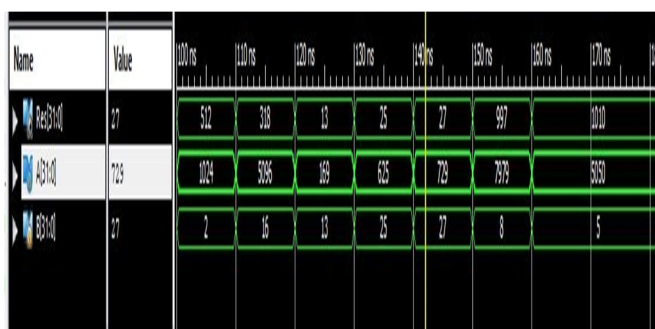 Name Value 100 ns 110 ns 120 ns 130 ns 140 ns 150 ns 160 ns 170 ns
Res[31:0] 27 512 318 13 25 27 997 1010
A[31:0] 729 1024 5096 169 625 729 7979 5050
B[31:0] 27 2 16 13 25 27 8 5